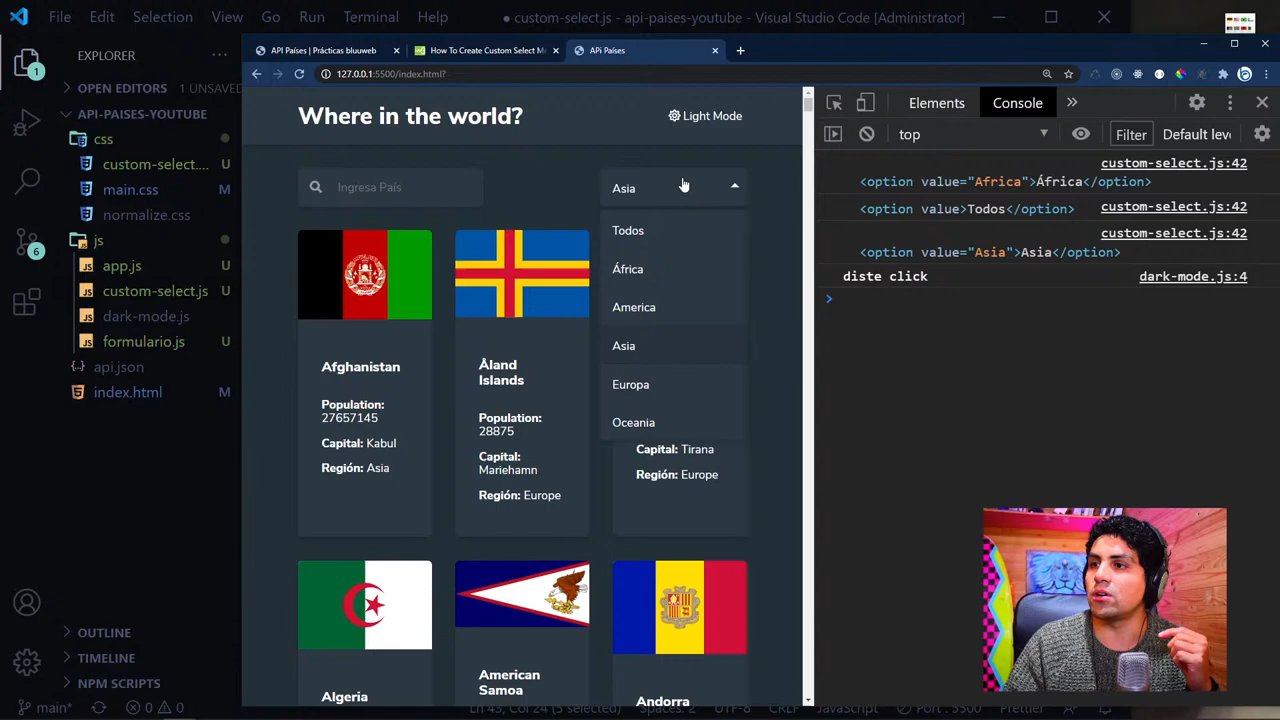 File Edit Selection View Go Run Terminal Help
● custom-select.js - api-paises-youtube - Visual Studio Code [Administrator]
EXPLORER
OPEN EDITORS 1 UNSAVED
API-PAISES-YOUTUBE
css
custom-select.... U
main.css M
normalize.css
js
app.js U
custom-select.js U
dark-mode.js
formulario.js U
api.json
index.html M
OUTLINE
TIMELINE
NPM SCRIPTS
main*
0 0
1
6
API Países | Prácticas bluuweb
How To Create Custom Select M
APi Países
127.0.0.1:5500/index.html?
Where in the world?
Light Mode
Ingresa País
Asia
Todos
África
America
Asia
Europa
Oceania
Afghanistan
Population:
27657145
Capital: Kabul
Región: Asia
Åland
Islands
Population:
28875
Capital:
Mariehamn
Región: Europe
Capital: Tirana
Región: Europe
Algeria
American
Samoa
Andorra
Elements
Console
top
Filter
Default leve
custom-select.js:42
<option value="Africa">África</option>
<option value>Todos</option> custom-select.js:42
custom-select.js:42
<option value="Asia">Asia</option>
diste click dark-mode.js:4